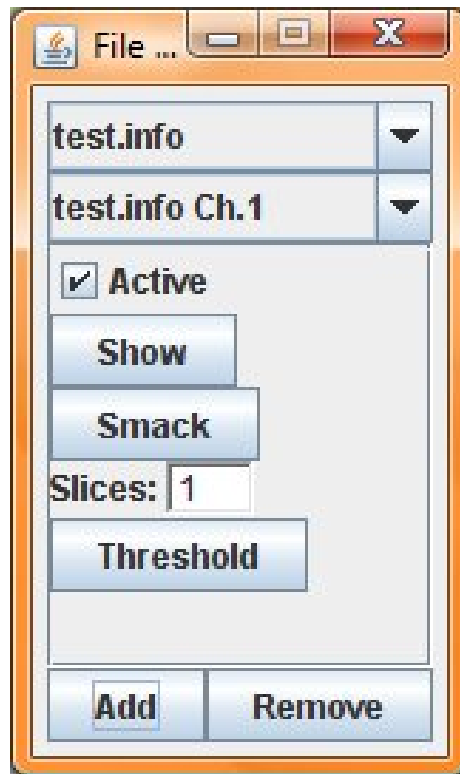 File ...
test.info
test.info Ch.1
Active
Show
Smack
Slices: 1
Threshold
Add Remove